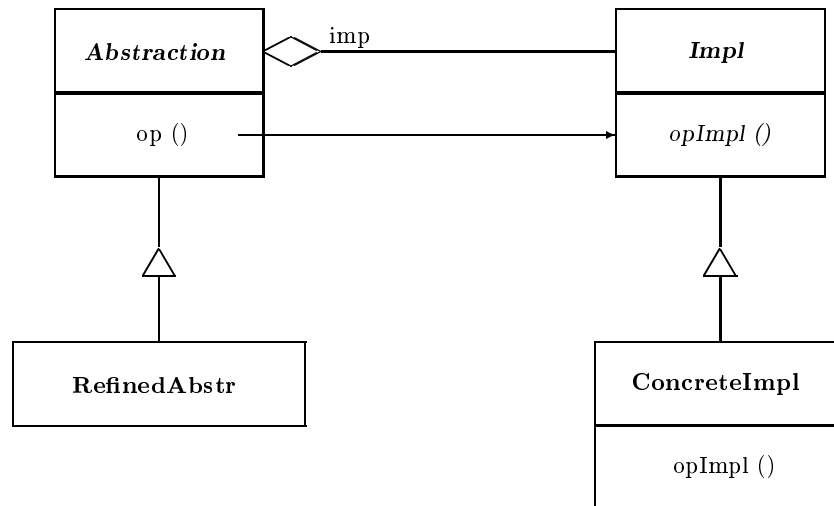 Abstraction
imp
Impl
op ()
opImpl ()
RefinedAbstr
ConcreteImpl
opImpl ()